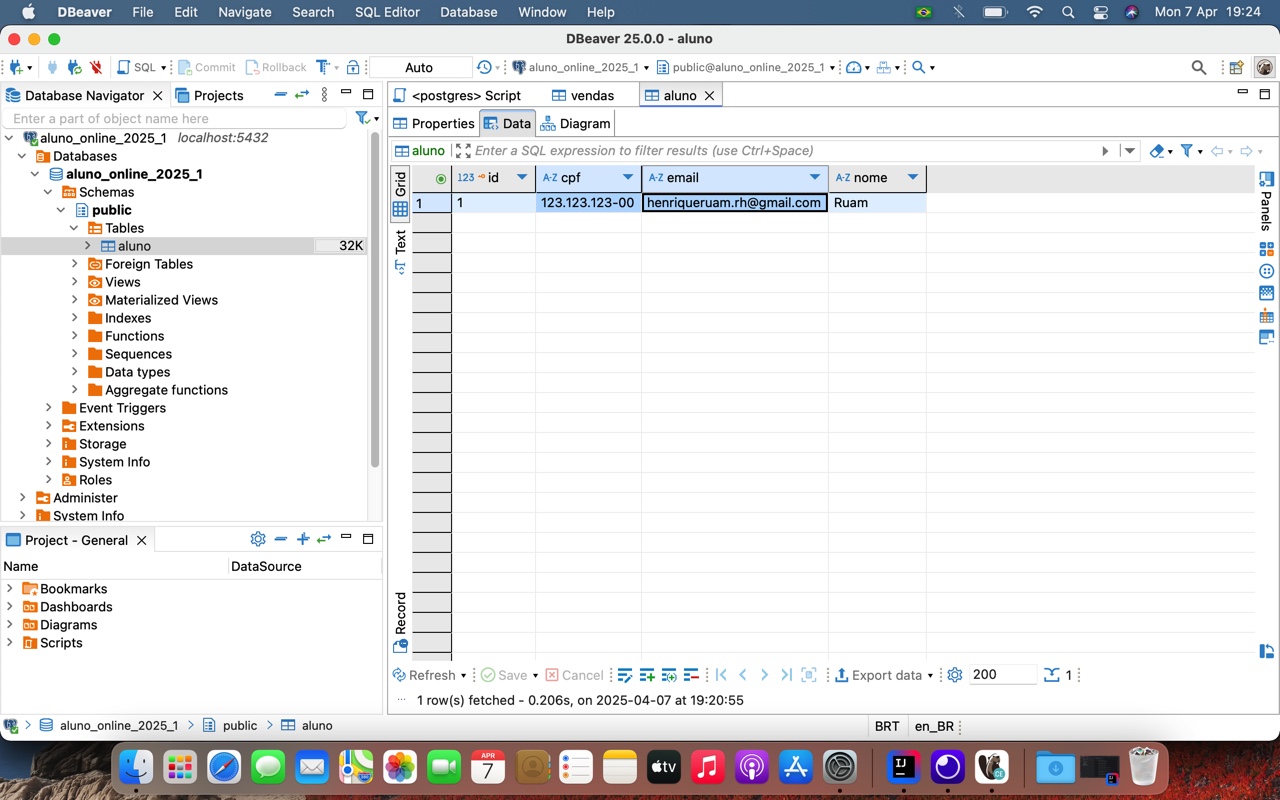 DBeaver File Edit Navigate Search SQL Editor Database Window Help Mon 7 Apr 19:24
DBeaver 25.0.0 - aluno
SQL Commit Rollback T Auto aluno_online_2025_1 public@aluno_online_2025_1
Database Navigator Projects
Enter a part of object name here
aluno_online_2025_1 localhost:5432
Databases
aluno_online_2025_1
Schemas
public
Tables
aluno 32K
Foreign Tables
Views
Materialized Views
Indexes
Functions
Sequences
Data types
Aggregate functions
Event Triggers
Extensions
Storage
System Info
Roles
Administer
System Info
Project - General
Name DataSource
Bookmarks
Dashboards
Diagrams
Scripts
<postgres> Script vendas aluno
Properties Data Diagram
aluno Enter a SQL expression to filter results (use Ctrl+Space)
Grid
Text
Record
123 id A-Z cpf A-Z email A-Z nome
1 1 123.123.123-00 henriqueruam.rh@gmail.com Ruam
Panels
Refresh Save Cancel Export data 200 1
1 row(s) fetched - 0.206s, on 2025-04-07 at 19:20:55
aluno_online_2025_1 public aluno BRT en_BR
APR
7
tv
IJ
CE